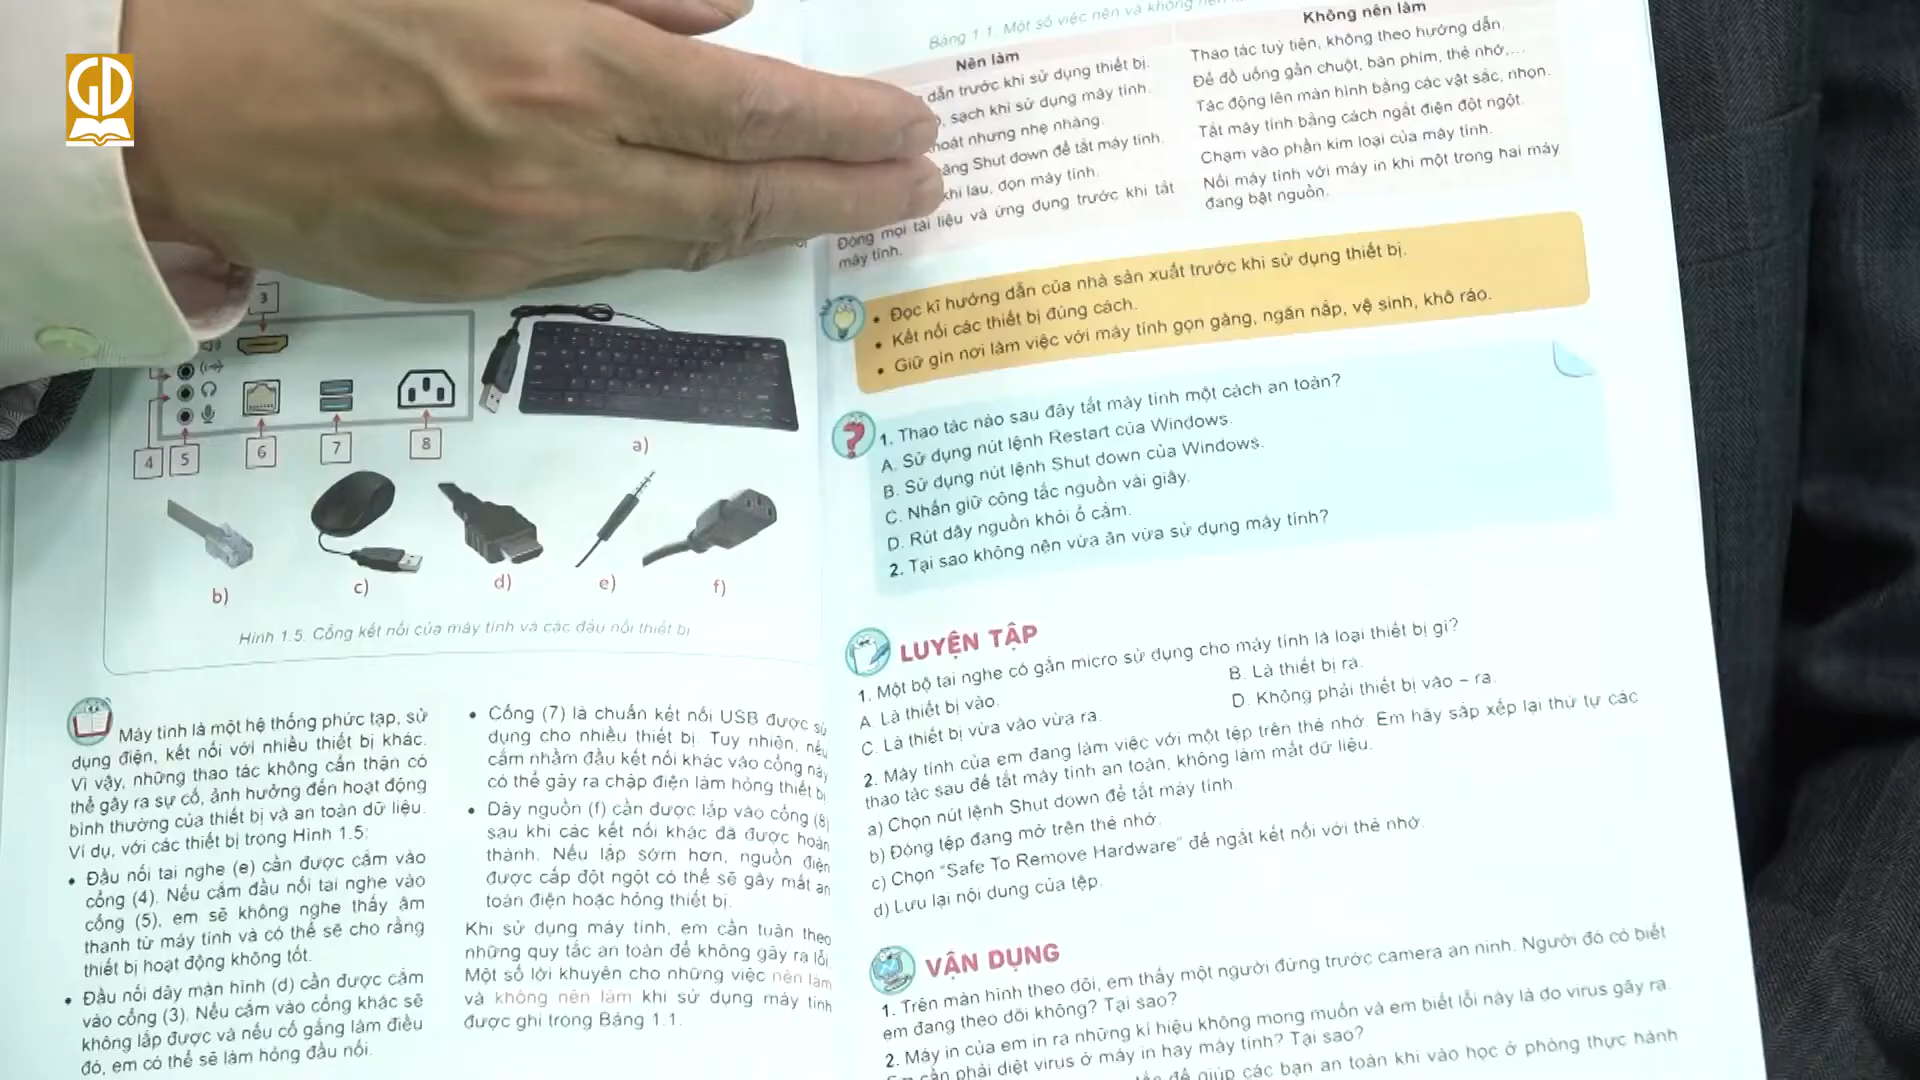 GD
3
4
5
6
7
8
a)
b)
c)
d)
e)
f)
Hình 1.5. Cổng kết nối của máy tính và các đầu nối thiết bị
Máy tính là một hệ thống phức tạp, sử
dụng điện, kết nối với nhiều thiết bị khác.
Vì vậy, những thao tác không cẩn thận có
thể gây ra sự cố, ảnh hưởng đến hoạt động
bình thường của thiết bị và an toàn dữ liệu.
Ví dụ, với các thiết bị trong Hình 1.5:
• Đầu nối tai nghe (e) cần được cắm vào
cổng (4). Nếu cắm đầu nối tai nghe vào
cổng (5), em sẽ không nghe thấy âm
thanh từ máy tính và có thể sẽ cho rằng
thiết bị hoạt động không tốt.
• Đầu nối dây màn hình (d) cần được cắm
vào cổng (3). Nếu cắm vào cổng khác sẽ
không lắp được và nếu cố gắng làm điều
đó, em có thể sẽ làm hỏng đầu nối.
• Cổng (7) là chuẩn kết nối USB được sử
dụng cho nhiều thiết bị. Tuy nhiên, nếu
cắm nhầm đầu kết nối khác vào cổng này
có thể gây ra chập điện làm hỏng thiết bị
• Dây nguồn (f) cần được lắp vào cổng (8)
sau khi các kết nối khác đã được hoàn
thành. Nếu lắp sớm hơn, nguồn điện
được cấp đột ngột có thể sẽ gây mất an
toàn điện hoặc hỏng thiết bị.
Khi sử dụng máy tính, em cần tuân theo
những quy tắc an toàn để không gây ra lỗi.
Một số lời khuyên cho những việc nên làm
và không nên làm khi sử dụng máy tính
được ghi trong Bảng 1.1.
Bảng 1.1. Một số việc nên và không nên
Nên làm
Không nên làm
dẫn trước khi sử dụng thiết bị.
sạch khi sử dụng máy tính.
nhưng nhẹ nhàng.
Shut down để tắt máy tính.
khi lau, dọn máy tính.
Đóng mọi tài liệu và ứng dụng trước khi tắt
máy tính.
Thao tác tuỳ tiện, không theo hướng dẫn.
Để đồ uống gần chuột, bàn phím, thẻ nhớ,...
Tác động lên màn hình bằng các vật sắc, nhọn.
Tắt máy tính bằng cách ngắt điện đột ngột.
Chạm vào phần kim loại của máy tính.
Nối máy tính với máy in khi một trong hai máy
đang bật nguồn.
• Đọc kĩ hướng dẫn của nhà sản xuất trước khi sử dụng thiết bị.
• Kết nối các thiết bị đúng cách.
• Giữ gìn nơi làm việc với máy tính gọn gàng, ngăn nắp, vệ sinh, khô ráo.
1. Thao tác nào sau đây tắt máy tính một cách an toàn?
A. Sử dụng nút lệnh Restart của Windows.
B. Sử dụng nút lệnh Shut down của Windows.
C. Nhấn giữ công tắc nguồn vài giây.
D. Rút dây nguồn khỏi ổ cắm.
2. Tại sao không nên vừa ăn vừa sử dụng máy tính?
LUYỆN TẬP
1. Một bộ tai nghe có gắn micro sử dụng cho máy tính là loại thiết bị gì?
A. Là thiết bị vào.
B. Là thiết bị ra.
C. Là thiết bị vừa vào vừa ra.
D. Không phải thiết bị vào – ra.
2. Máy tính của em đang làm việc với một tệp trên thẻ nhớ. Em hãy sắp xếp lại thứ tự các
thao tác sau để tắt máy tính an toàn, không làm mất dữ liệu.
a) Chọn nút lệnh Shut down để tắt máy tính.
b) Đóng tệp đang mở trên thẻ nhớ.
c) Chọn "Safe To Remove Hardware" để ngắt kết nối với thẻ nhớ.
d) Lưu lại nội dung của tệp.
VẬN DỤNG
1. Trên màn hình theo dõi, em thấy một người đứng trước camera an ninh. Người đó có biết
em đang theo dõi không? Tại sao?
2. Máy in của em in ra những kí hiệu không mong muốn và em biết lỗi này là do virus gây ra.
Em cần phải diệt virus ở máy in hay máy tính? Tại sao?
để giúp các bạn an toàn khi vào học ở phòng thực hành